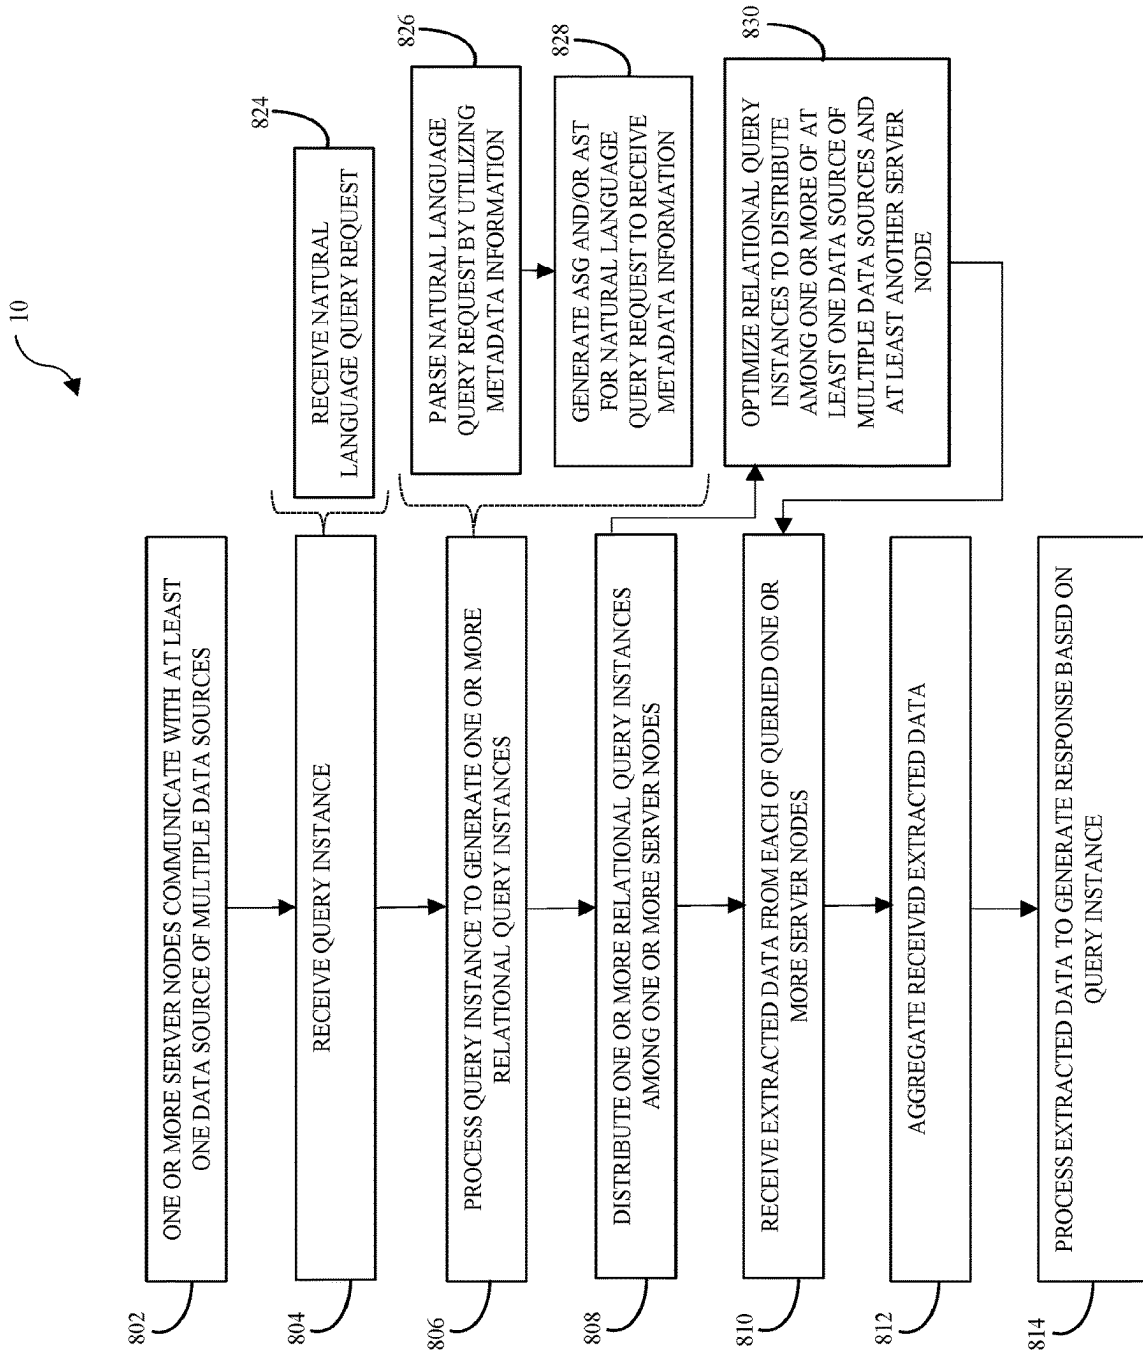 10
802
ONE OR MORE SERVER NODES COMMUNICATE WITH AT LEAST
ONE DATA SOURCE OF MULTIPLE DATA SOURCES
804
RECEIVE QUERY INSTANCE
824
RECEIVE NATURAL
LANGUAGE QUERY REQUEST
806
PROCESS QUERY INSTANCE TO GENERATE ONE OR MORE
RELATIONAL QUERY INSTANCES
826
PARSE NATURAL LANGUAGE
QUERY REQUEST BY UTILIZING
METADATA INFORMATION
828
GENERATE ASG AND/OR AST
FOR NATURAL LANGUAGE
QUERY REQUEST TO RECEIVE
METADATA INFORMATION
808
DISTRIBUTE ONE OR MORE RELATIONAL QUERY INSTANCES
AMONG ONE OR MORE SERVER NODES
830
OPTIMIZE RELATIONAL QUERY
INSTANCES TO DISTRIBUTE
AMONG ONE OR MORE OF AT
LEAST ONE DATA SOURCE OF
MULTIPLE DATA SOURCES AND
AT LEAST ANOTHER SERVER
NODE
810
RECEIVE EXTRACTED DATA FROM EACH OF QUERIED ONE OR
MORE SERVER NODES
812
AGGREGATE RECEIVED EXTRACTED DATA
814
PROCESS EXTRACTED DATA TO GENERATE RESPONSE BASED ON
QUERY INSTANCE